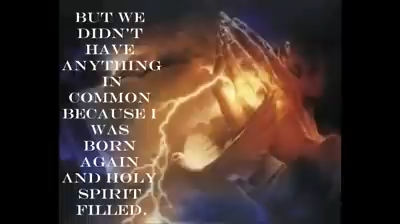 BUT WE
DIDN'T
HAVE
ANYTHING
IN
COMMON
BECAUSE I
WAS
BORN
AGAIN
AND HOLY
SPIRIT
FILLED.